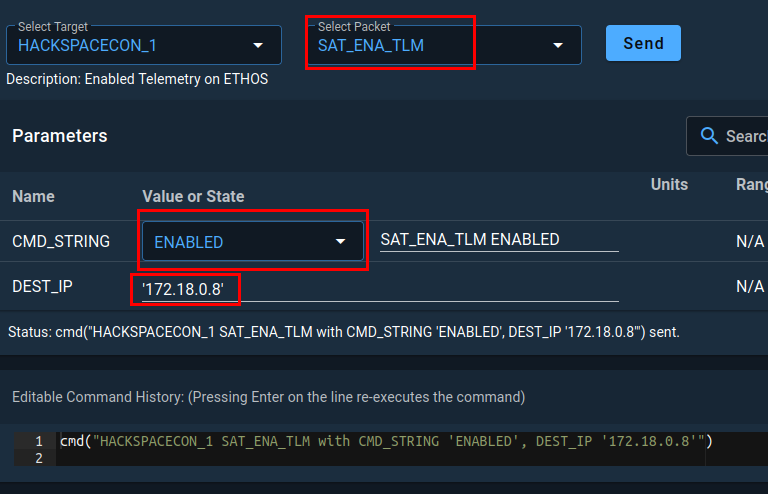 Select Target
HACKSPACECON_1
Select Packet
SAT_ENA_TLM
Send
Description: Enabled Telemetry on ETHOS
Parameters
Name
Value or State
Units
CMD_STRING
ENABLED
SAT_ENA_TLM ENABLED
N/A
DEST_IP
'172.18.0.8'
N/A
Status: cmd("HACKSPACECON_1 SAT_ENA_TLM with CMD_STRING 'ENABLED', DEST_IP '172.18.0.8'") sent.
Editable Command History: (Pressing Enter on the line re-executes the command)
1 cmd("HACKSPACECON_1 SAT_ENA_TLM with CMD_STRING 'ENABLED', DEST_IP '172.18.0.8'")
2